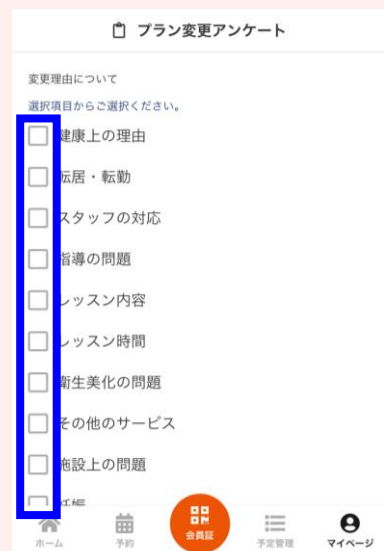 プラン変更アンケート
変更理由について
選択項目からご選択ください。
健康上の理由
転居・転勤
スタッフの対応
指導の問題
レッスン内容
レッスン時間
衛生美化の問題
その他のサービス
施設上の問題
ホーム
予約
会員証
予定管理
マイページ